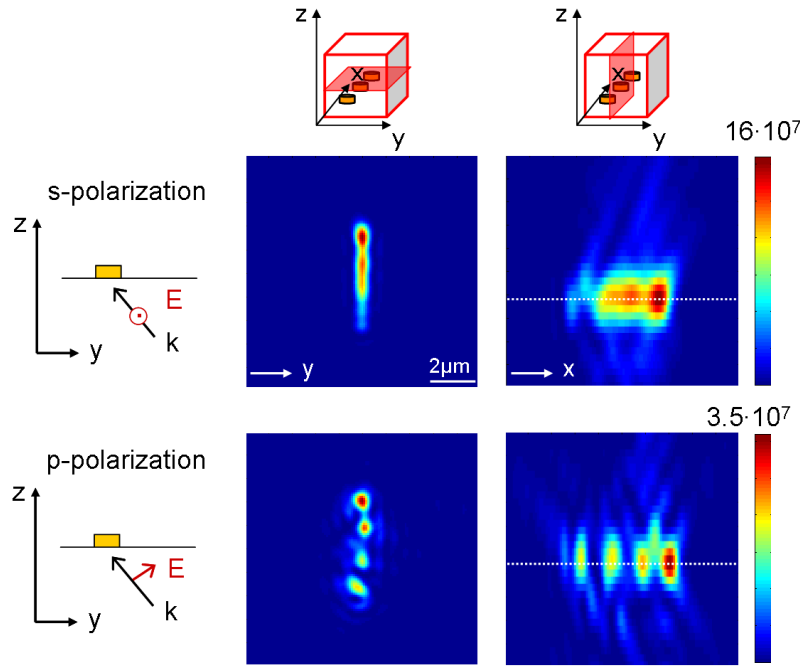 z
x
y
z
x
y
16·10⁷
s-polarization
z
E
k
y
y
2µm
x
3.5·10⁷
p-polarization
z
E
k
y